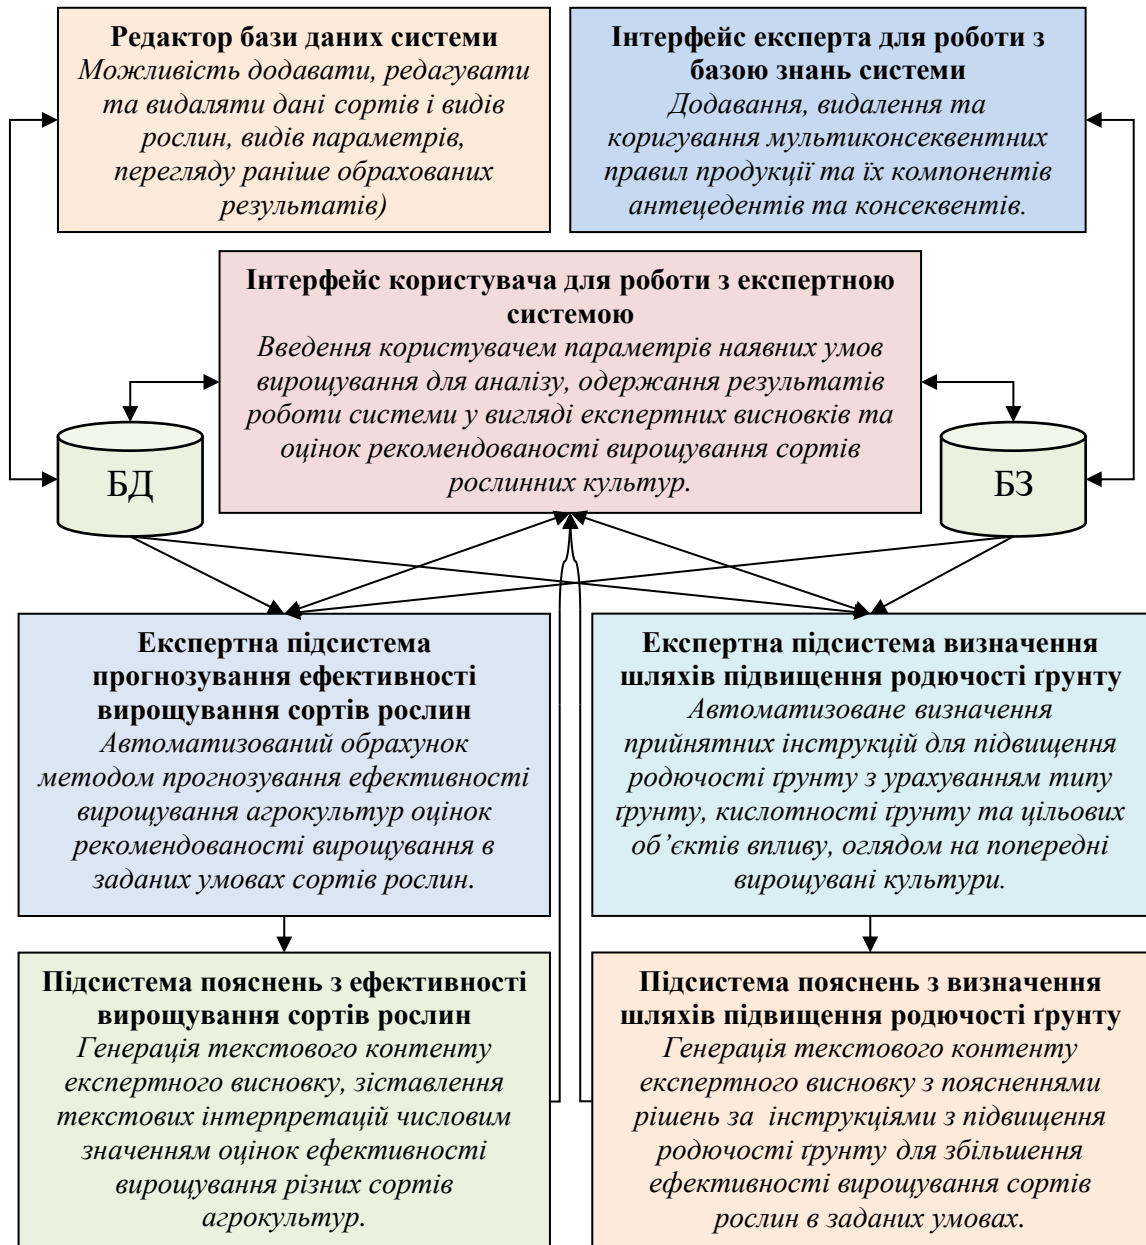 Редактор бази даних системи
Можливість додавати, редагувати
та видаляти дані сортів і видів
рослин, видів параметрів,
перегляду раніше обрахованих
результатів)
Інтерфейс експерта для роботи з
базою знань системи
Додавання, видалення та
коригування мультиконсеквентних
правил продукції та їх компонентів
антецедентів та консеквентів.
Інтерфейс користувача для роботи з експертною
системою
Введення користувачем параметрів наявних умов
вирощування для аналізу, одержання результатів
роботи системи у вигляді експертних висновків та
оцінок рекомендованості вирощування сортів
рослинних культур.
БД
БЗ
Експертна підсистема
прогнозування ефективності
вирощування сортів рослин
Автоматизований обрахунок
методом прогнозування ефективності
вирощування агрокультур оцінок
рекомендованості вирощування в
заданих умовах сортів рослин.
Експертна підсистема визначення
шляхів підвищення родючості ґрунту
Автоматизоване визначення
прийнятних інструкцій для підвищення
родючості ґрунту з урахуванням типу
ґрунту, кислотності ґрунту та цільових
об’єктів впливу, оглядом на попередні
вирощувані культури.
Підсистема пояснень з ефективності
вирощування сортів рослин
Генерація текстового контенту
експертного висновку, зіставлення
текстових інтерпретацій числовим
значенням оцінок ефективності
вирощування різних сортів
агрокультур.
Підсистема пояснень з визначення
шляхів підвищення родючості ґрунту
Генерація текстового контенту
експертного висновку з поясненнями
рішень за інструкціями з підвищення
родючості ґрунту для збільшення
ефективності вирощування сортів
рослин в заданих умовах.